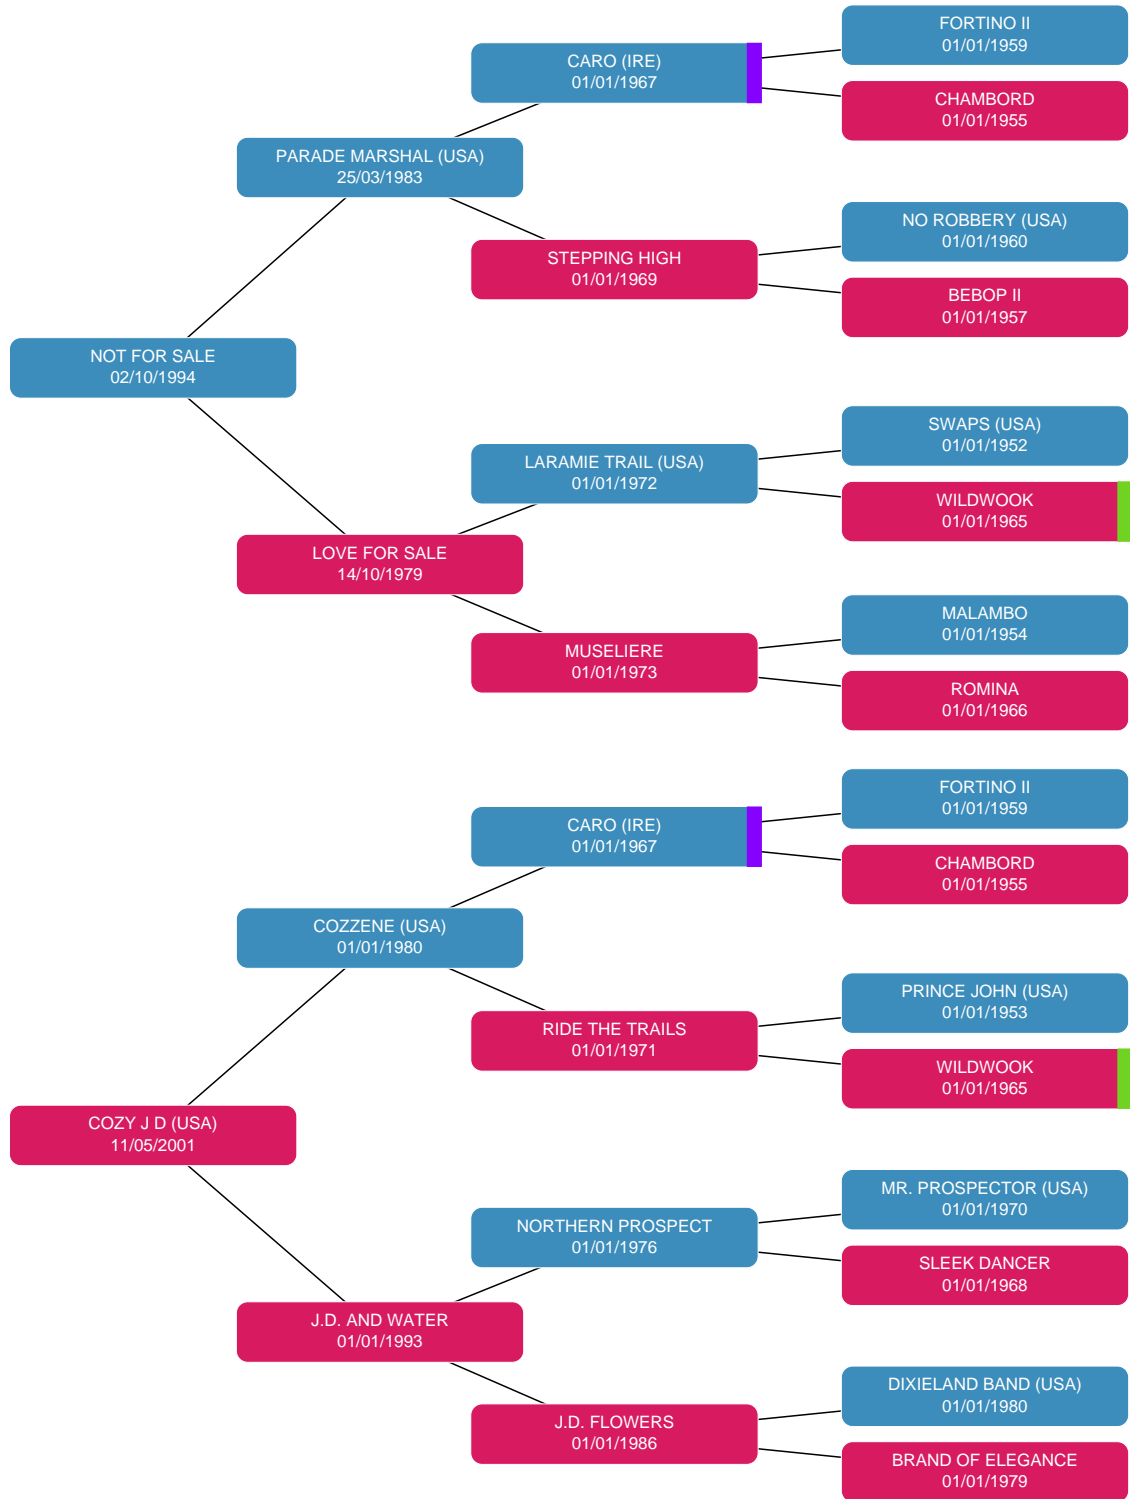 FORTINO II
01/01/1959
CARO (IRE)
01/01/1967
CHAMBORD
01/01/1955
PARADE MARSHAL (USA)
25/03/1983
NO ROBBERY (USA)
01/01/1960
STEPPING HIGH
01/01/1969
BEBOP II
01/01/1957
NOT FOR SALE
02/10/1994
SWAPS (USA)
01/01/1952
LARAMIE TRAIL (USA)
01/01/1972
WILDWOOK
01/01/1965
LOVE FOR SALE
14/10/1979
MALAMBO
01/01/1954
MUSELIERE
01/01/1973
ROMINA
01/01/1966
FORTINO II
01/01/1959
CARO (IRE)
01/01/1967
CHAMBORD
01/01/1955
COZZENE (USA)
01/01/1980
PRINCE JOHN (USA)
01/01/1953
RIDE THE TRAILS
01/01/1971
WILDWOOK
01/01/1965
COZY J D (USA)
11/05/2001
MR. PROSPECTOR (USA)
01/01/1970
NORTHERN PROSPECT
01/01/1976
SLEEK DANCER
01/01/1968
J.D. AND WATER
01/01/1993
DIXIELAND BAND (USA)
01/01/1980
J.D. FLOWERS
01/01/1986
BRAND OF ELEGANCE
01/01/1979